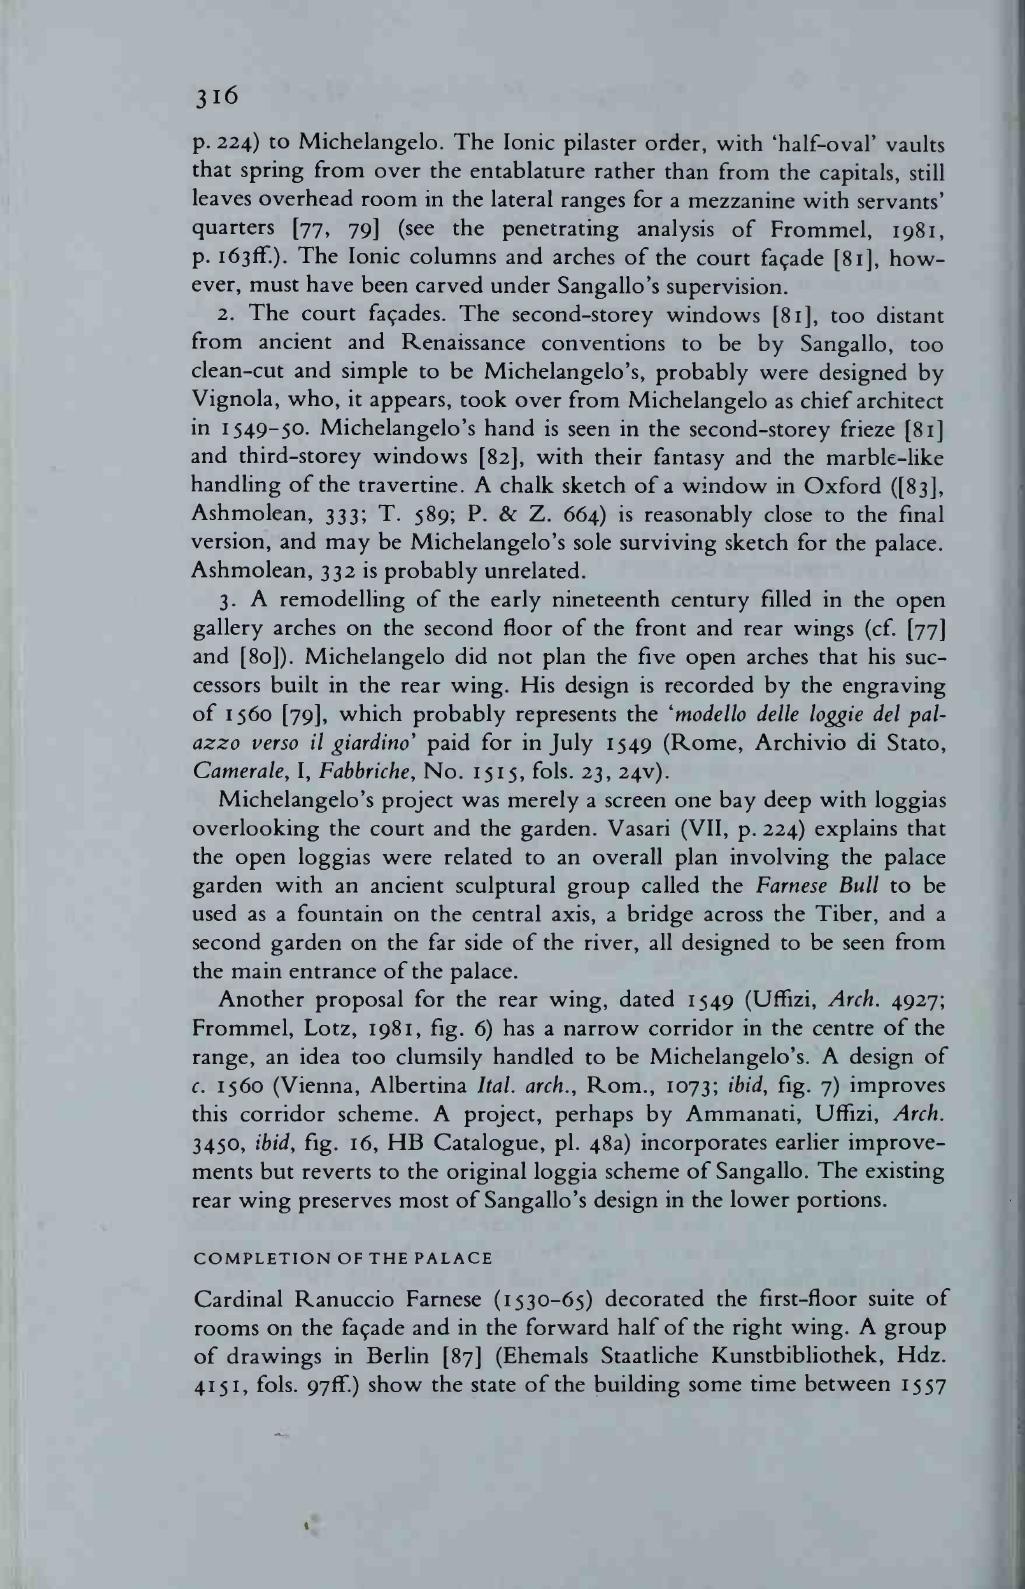 316
p. 224) to Michelangelo. The Ionic pilaster order, with ‘half-oval’ vaults
that spring from over the entablature rather than from the capitals, still
leaves overhead room in the lateral ranges for a mezzanine with servants’
quarters [77, 79] (see the penetrating analysis of Frommel, 1981,
p. 163ff.). The Ionic columns and arches of the court façade [81], how-
ever, must have been carved under Sangallo’s supervision.
2. The court façades. The second-storey windows [81], too distant
from ancient and Renaissance conventions to be by Sangallo, too
clean-cut and simple to be Michelangelo’s, probably were designed by
Vignola, who, it appears, took over from Michelangelo as chief architect
in 1549–50. Michelangelo’s hand is seen in the second-storey frieze [81]
and third-storey windows [82], with their fantasy and the marble-like
handling of the travertine. A chalk sketch of a window in Oxford ([83],
Ashmolean, 333; T. 589; P. & Z. 664) is reasonably close to the final
version, and may be Michelangelo’s sole surviving sketch for the palace.
Ashmolean, 332 is probably unrelated.
3. A remodelling of the early nineteenth century filled in the open
gallery arches on the second floor of the front and rear wings (cf. [77]
and [80]). Michelangelo did not plan the five open arches that his suc-
cessors built in the rear wing. His design is recorded by the engraving
of 1560 [79], which probably represents the ‘modello delle loggie del pal-
azzo verso il giardino’ paid for in July 1549 (Rome, Archivio di Stato,
Camerale, I, Fabbriche, No. 1515, fols. 23, 24v).
Michelangelo’s project was merely a screen one bay deep with loggias
overlooking the court and the garden. Vasari (VII, p. 224) explains that
the open loggias were related to an overall plan involving the palace
garden with an ancient sculptural group called the Farnese Bull to be
used as a fountain on the central axis, a bridge across the Tiber, and a
second garden on the far side of the river, all designed to be seen from
the main entrance of the palace.
Another proposal for the rear wing, dated 1549 (Uffizi, Arch. 4927;
Frommel, Lotz, 1981, fig. 6) has a narrow corridor in the centre of the
range, an idea too clumsily handled to be Michelangelo’s. A design of
c. 1560 (Vienna, Albertina Ital. arch., Rom., 1073; ibid, fig. 7) improves
this corridor scheme. A project, perhaps by Ammanati, Uffizi, Arch.
3450, ibid, fig. 16, HB Catalogue, pl. 48a) incorporates earlier improve-
ments but reverts to the original loggia scheme of Sangallo. The existing
rear wing preserves most of Sangallo’s design in the lower portions.
COMPLETION OF THE PALACE
Cardinal Ranuccio Farnese (1530–65) decorated the first-floor suite of
rooms on the façade and in the forward half of the right wing. A group
of drawings in Berlin [87] (Ehemals Staatliche Kunstbibliothek, Hdz.
4151, fols. 97ff.) show the state of the building some time between 1557